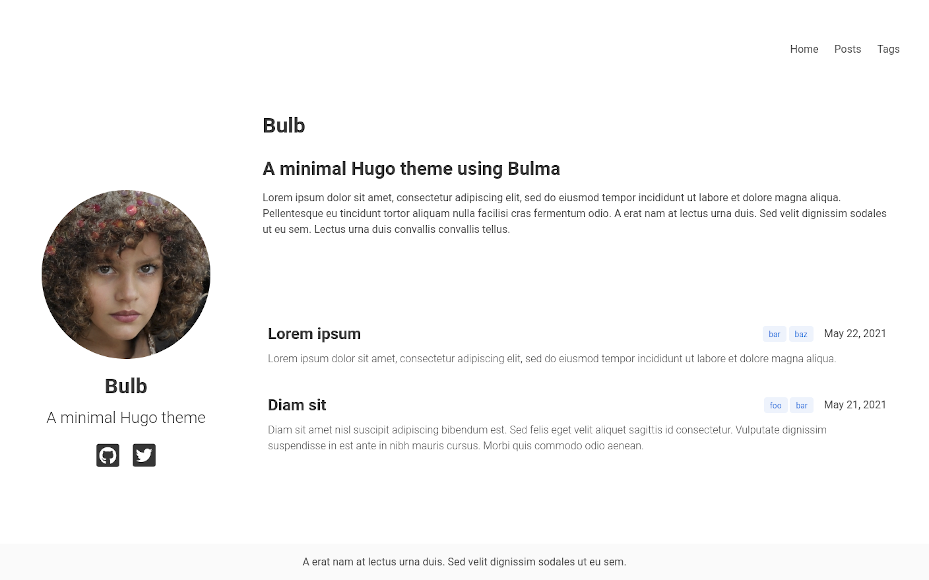 Home Posts Tags
Bulb
A minimal Hugo theme using Bulma
Lorem ipsum dolor sit amet, consectetur adipiscing elit, sed do eiusmod tempor incididunt ut labore et dolore magna aliqua.
Pellentesque eu tincidunt tortor aliquam nulla facilisi cras fermentum odio. A erat nam at lectus urna duis. Sed velit dignissim sodales
ut eu sem. Lectus urna duis convallis convallis tellus.
Bulb
A minimal Hugo theme
Lorem ipsum bar baz May 22, 2021
Lorem ipsum dolor sit amet, consectetur adipiscing elit, sed do eiusmod tempor incididunt ut labore et dolore magna aliqua.
Diam sit foo bar May 21, 2021
Diam sit amet nisl suscipit adipiscing bibendum est. Sed felis eget velit aliquet sagittis id consectetur. Vulputate dignissim
suspendisse in est ante in nibh mauris cursus. Morbi quis commodo odio aenean.
A erat nam at lectus urna duis. Sed velit dignissim sodales ut eu sem.